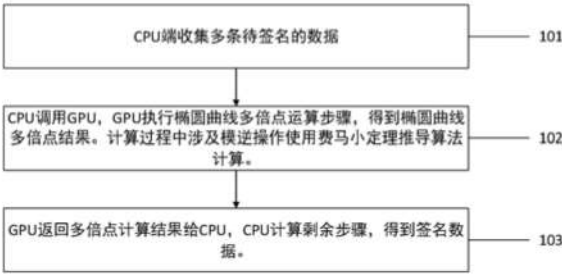 CPU端收集多条待签名的数据
101
CPU调用GPU，GPU执行椭圆曲线多倍点运算步骤，得到椭圆曲线
多倍点结果。计算过程中涉及模逆操作使用费马小定理推导算法
计算。
102
GPU返回多倍点计算结果给CPU，CPU计算剩余步骤，得到签名数
据。
103